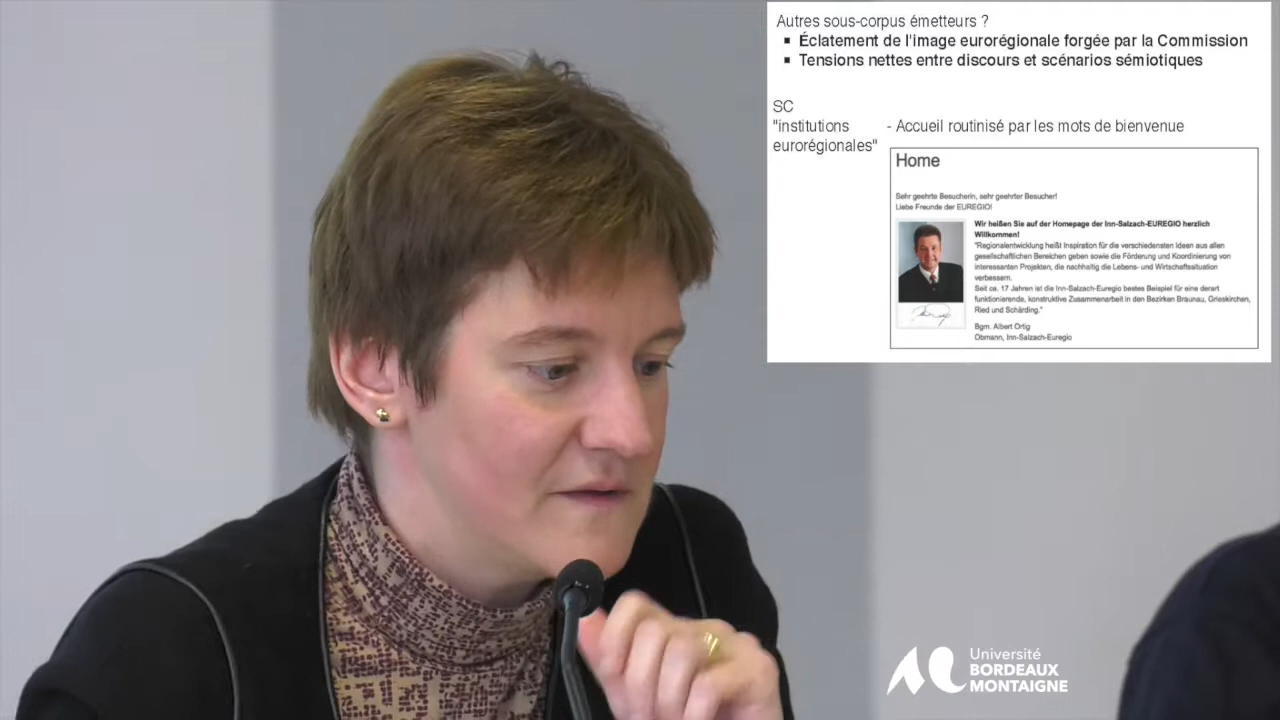 Autres sous-corpus émetteurs ?
▪ Éclatement de l'image eurorégionale forgée par la Commission
▪ Tensions nettes entre discours et scénarios sémiotiques
SC
"institutions
eurorégionales"
- Accueil routinisé par les mots de bienvenue
Home
Sehr geehrte Besucherin, sehr geehrter Besucher!
Liebe Freunde der EUREGIO!
Wir heißen Sie auf der Homepage der Inn-Salzach-EUREGIO herzlich
Willkommen!
"Regionalentwicklung heißt Inspiration für die verschiedensten Ideen aus allen
gesellschaftlichen Bereichen geben sowie die Förderung und Koordinierung von
interessanten Projekten, die nachhaltig die Lebens- und Wirtschaftssituation
verbessern.
Seit ca. 17 Jahren ist die Inn-Salzach-Euregio bestes Beispiel für eine derart
funktionierende, konstruktive Zusammenarbeit in den Bezirken Braunau, Grieskirchen,
Ried und Schärding."
Bgm. Albert Ortig
Obmann, Inn-Salzach-Euregio
Université
BORDEAUX
MONTAIGNE